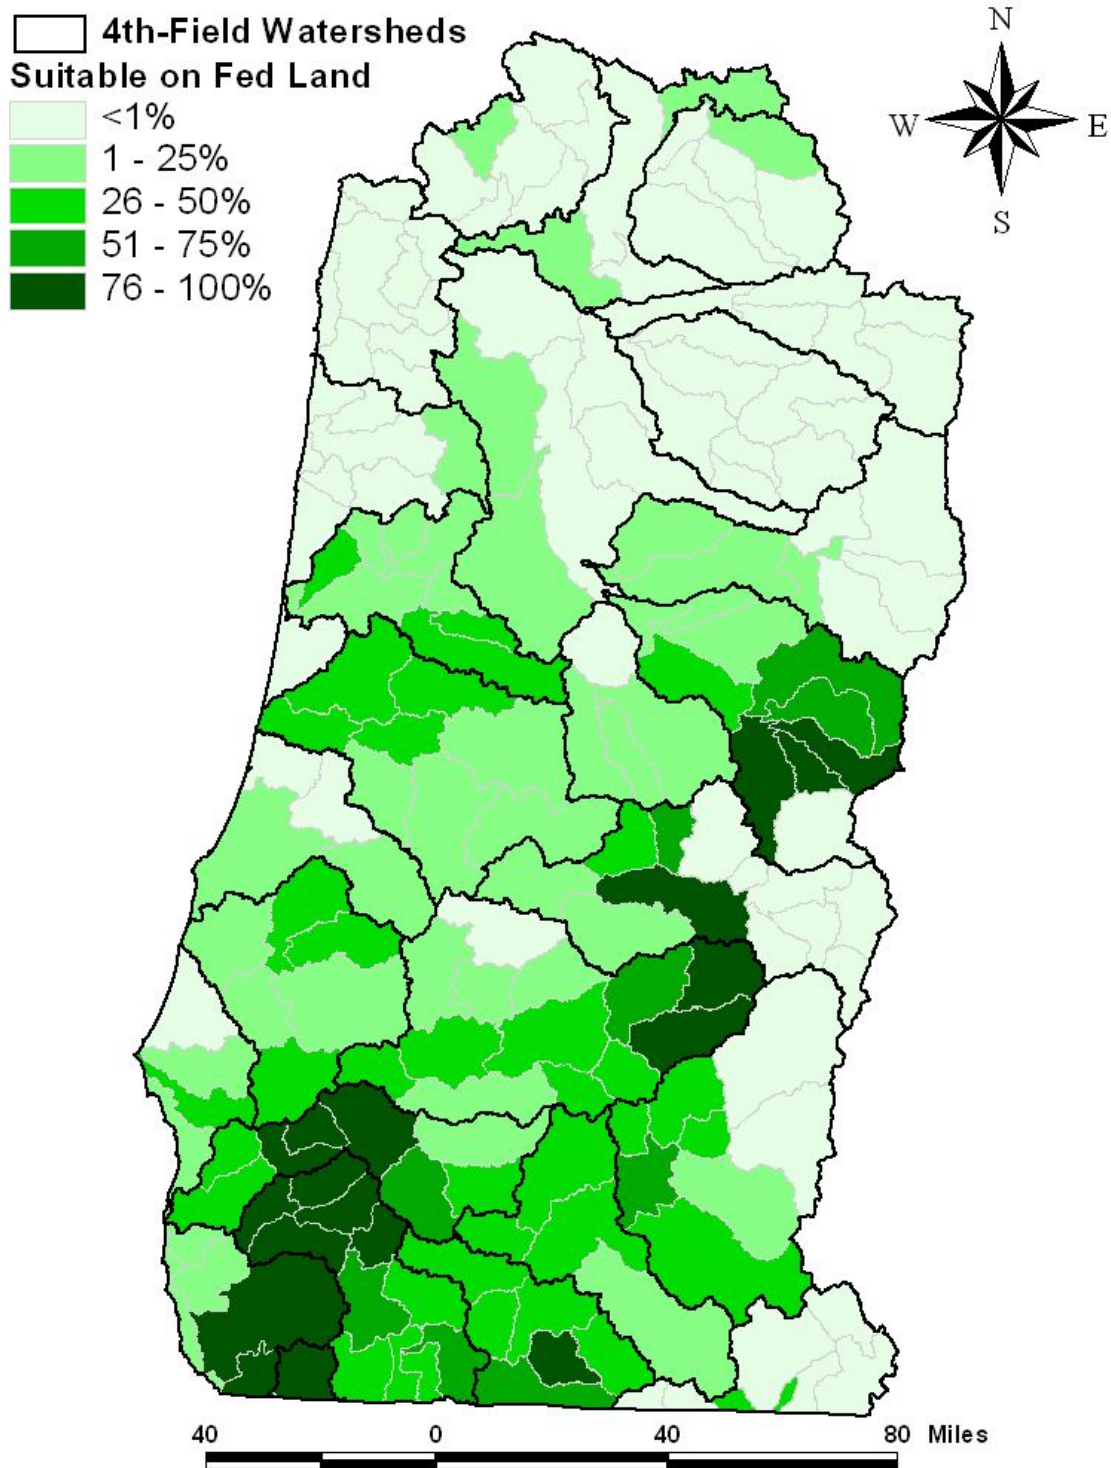 4th-Field Watersheds
Suitable on Fed Land
<1%
1 - 25%
26 - 50%
51 - 75%
76 - 100%
N
W E
S
40 0 40 80 Miles